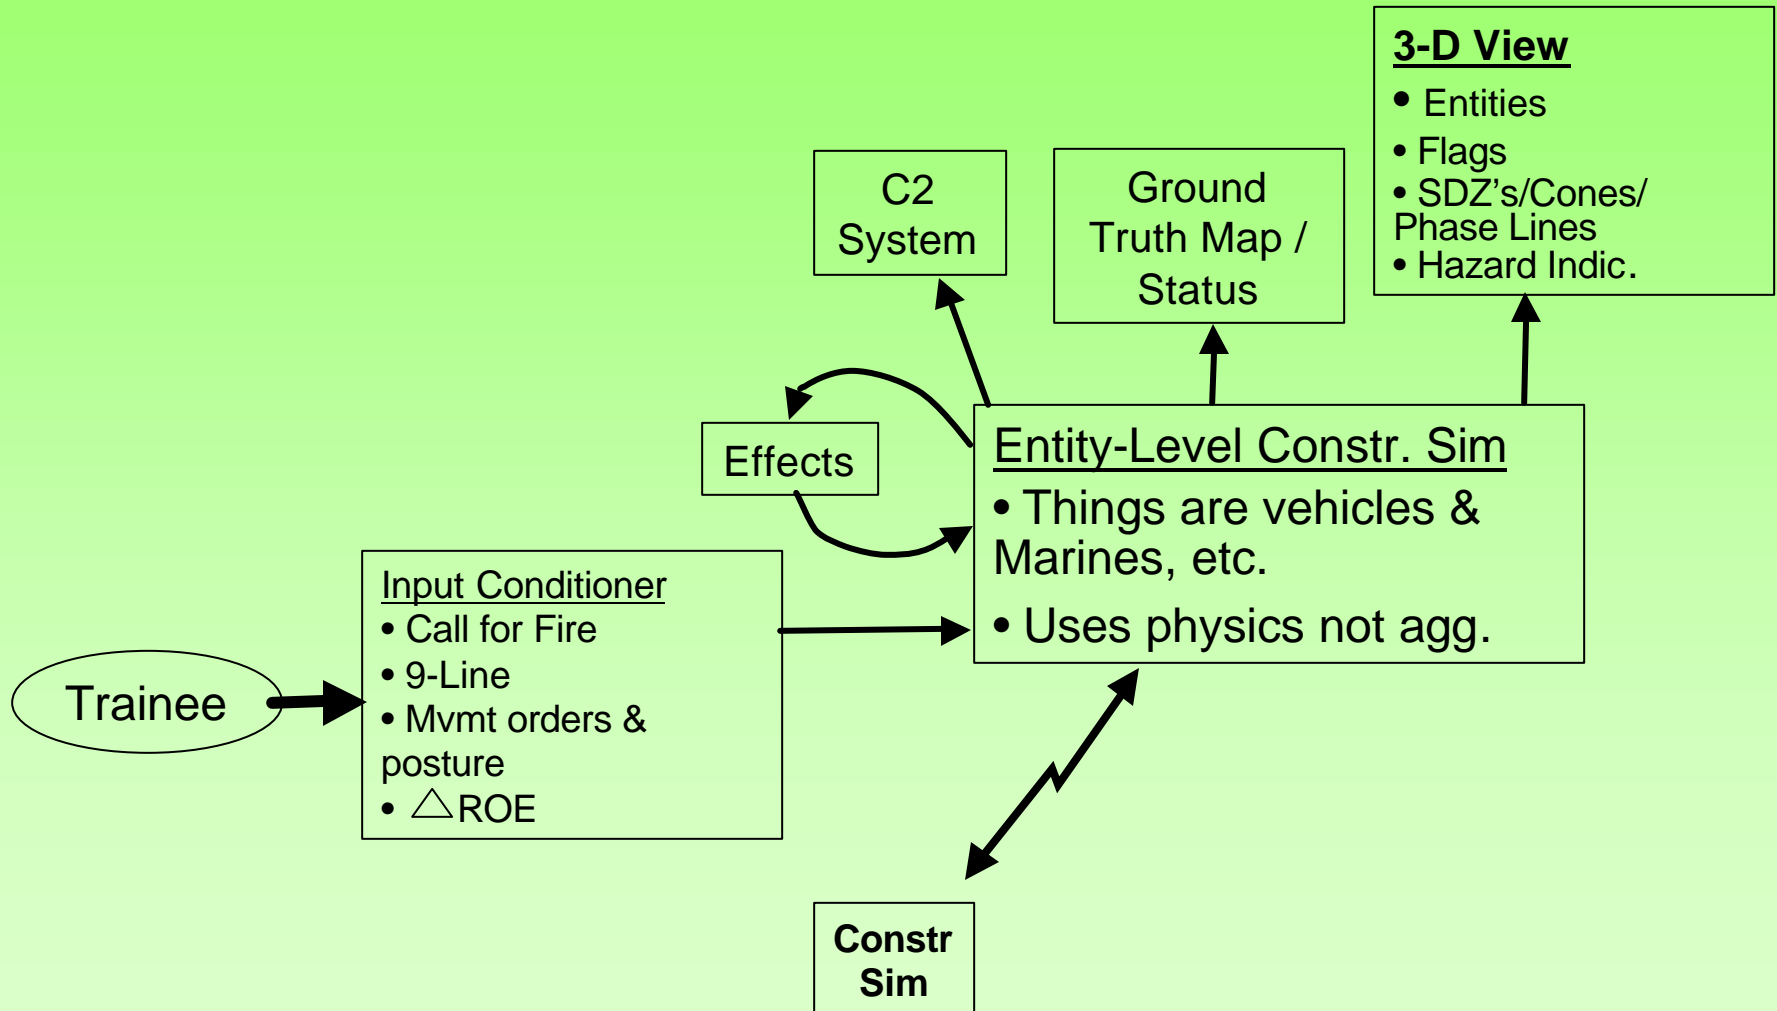 3-D View
• Entities
• Flags
• SDZ's/Cones/
Phase Lines
• Hazard Indic.
C2
System
Ground
Truth Map /
Status
Effects
Entity-Level Constr. Sim
• Things are vehicles &
Marines, etc.
• Uses physics not agg.
Input Conditioner
• Call for Fire
• 9-Line
• Mvmt orders &
posture
• △ROE
Trainee
Constr
Sim